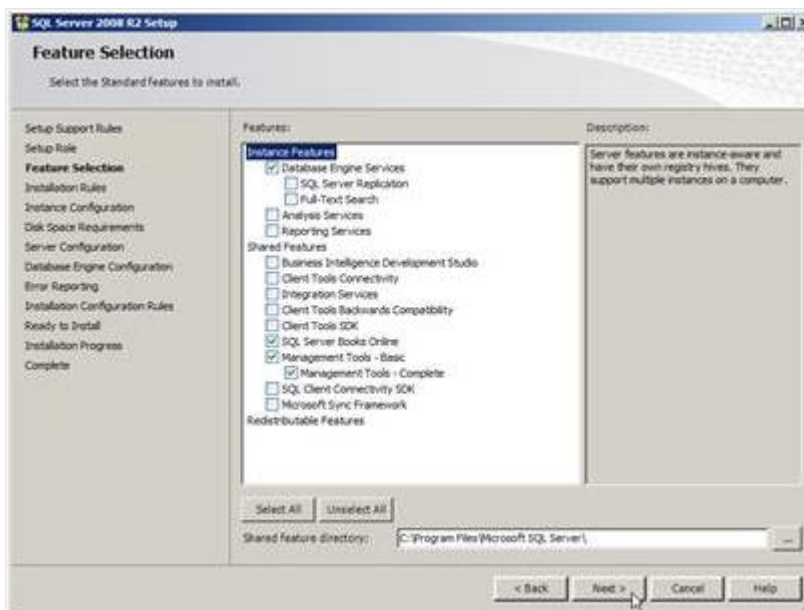 SQL Server 2008 R2 Setup
Feature Selection
Select the Standard features to install.
Setup Support Rules
Setup Role
Feature Selection
Installation Rules
Instance Configuration
Disk Space Requirements
Server Configuration
Database Engine Configuration
Error Reporting
Installation Configuration Rules
Ready to Install
Installation Progress
Complete
Features:
Instance Features
Database Engine Services
SQL Server Replication
Full-Text Search
Analysis Services
Reporting Services
Shared Features
Business Intelligence Development Studio
Client Tools Connectivity
Integration Services
Client Tools Backwards Compatibility
Client Tools SDK
SQL Server Books Online
Management Tools - Basic
Management Tools - Complete
SQL Client Connectivity SDK
Microsoft Sync Framework
Redistributable Features
Description:
Server features are instance-aware and
have their own registry hives. They
support multiple instances on a computer.
Select All
Unselect All
Shared feature directory:
C:\Program Files\Microsoft SQL Server\
...
< Back
Next >
Cancel
Help